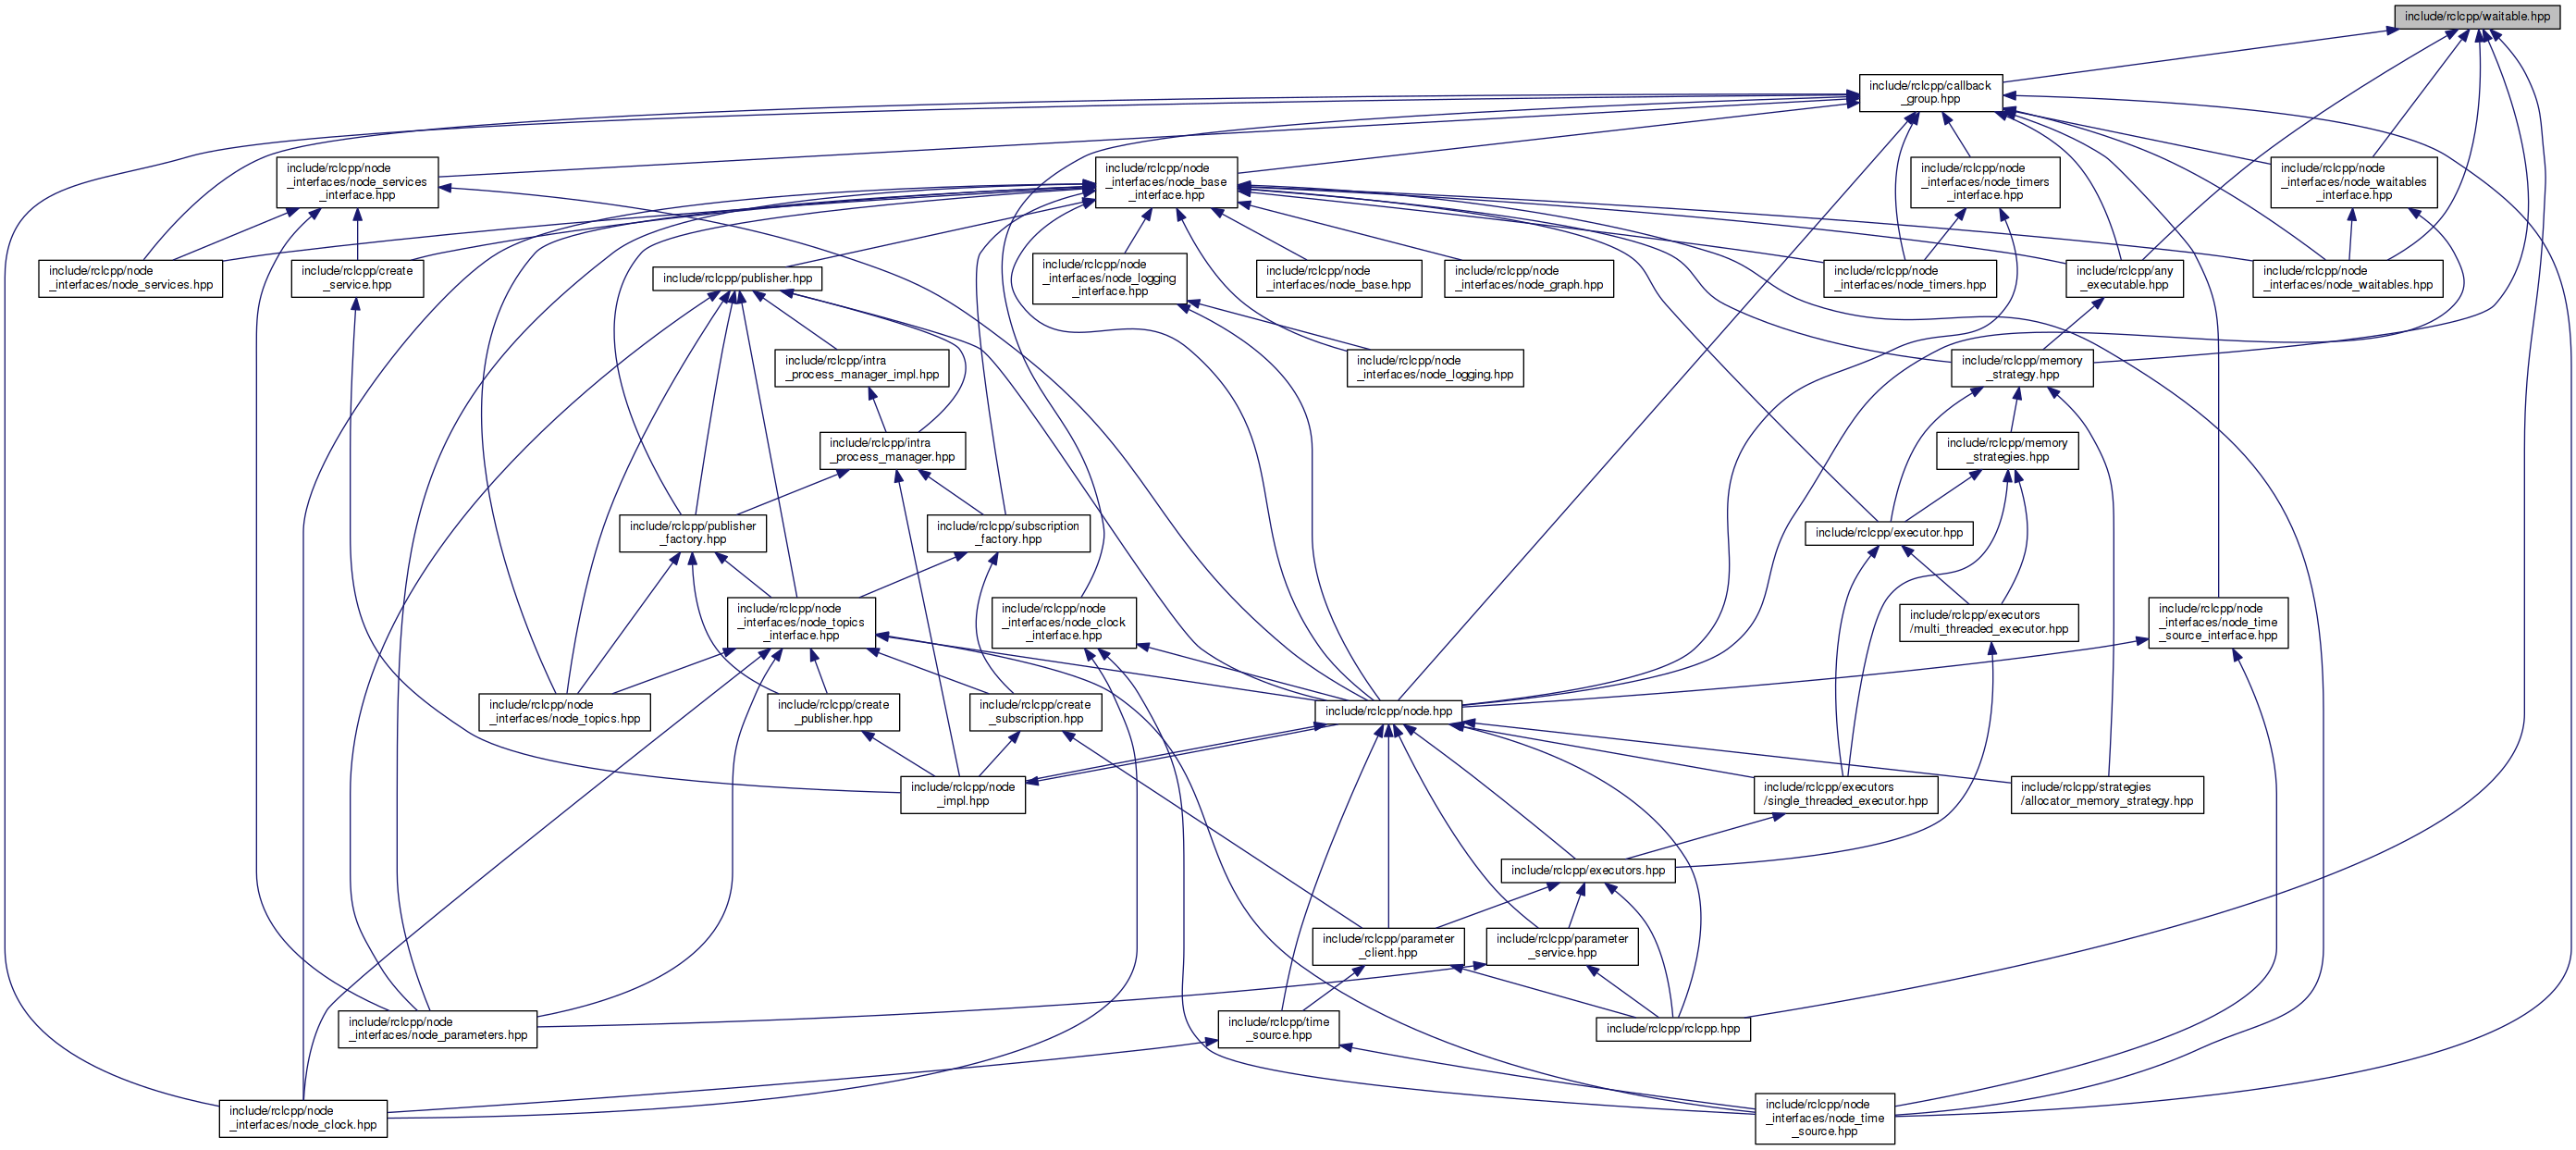 include/rclcpp/waitable.hpp
include/rclcpp/callback
_group.hpp
include/rclcpp/node
_interfaces/node_services
_interface.hpp
include/rclcpp/node
_interfaces/node_base
_interface.hpp
include/rclcpp/node
_interfaces/node_timers
_interface.hpp
include/rclcpp/node
_interfaces/node_waitables
_interface.hpp
include/rclcpp/node
_interfaces/node_services.hpp
include/rclcpp/create
_service.hpp
include/rclcpp/publisher.hpp
include/rclcpp/node
_interfaces/node_logging
_interface.hpp
include/rclcpp/node
_interfaces/node_base.hpp
include/rclcpp/node
_interfaces/node_graph.hpp
include/rclcpp/node
_interfaces/node_timers.hpp
include/rclcpp/any
_executable.hpp
include/rclcpp/node
_interfaces/node_waitables.hpp
include/rclcpp/intra
_process_manager_impl.hpp
include/rclcpp/node
_interfaces/node_logging.hpp
include/rclcpp/memory
_strategy.hpp
include/rclcpp/intra
_process_manager.hpp
include/rclcpp/memory
_strategies.hpp
include/rclcpp/publisher
_factory.hpp
include/rclcpp/subscription
_factory.hpp
include/rclcpp/executor.hpp
include/rclcpp/node
_interfaces/node_topics
_interface.hpp
include/rclcpp/node
_interfaces/node_clock
_interface.hpp
include/rclcpp/executors
/multi_threaded_executor.hpp
include/rclcpp/node
_interfaces/node_time
_source_interface.hpp
include/rclcpp/node
_interfaces/node_topics.hpp
include/rclcpp/create
_publisher.hpp
include/rclcpp/create
_subscription.hpp
include/rclcpp/node.hpp
include/rclcpp/node
_impl.hpp
include/rclcpp/executors
/single_threaded_executor.hpp
include/rclcpp/strategies
/allocator_memory_strategy.hpp
include/rclcpp/executors.hpp
include/rclcpp/parameter
_client.hpp
include/rclcpp/parameter
_service.hpp
include/rclcpp/node
_interfaces/node_parameters.hpp
include/rclcpp/time
_source.hpp
include/rclcpp/rclcpp.hpp
include/rclcpp/node
_interfaces/node_clock.hpp
include/rclcpp/node
_interfaces/node_time
_source.hpp